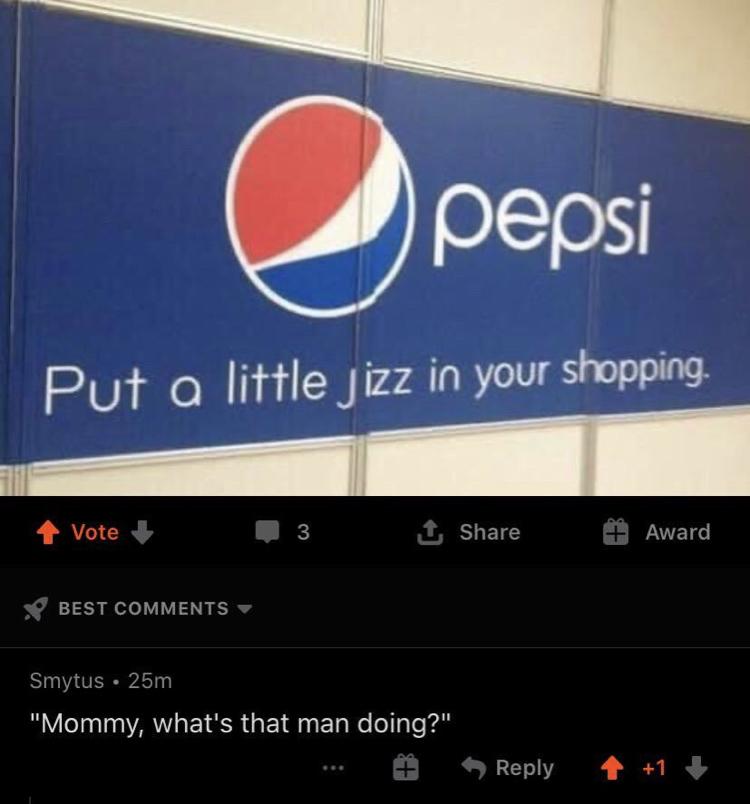 pepsi
Put a little jizz in your shopping.
Vote 3 Share Award
BEST COMMENTS
Smytus • 25m
"Mommy, what's that man doing?"
... Reply +1